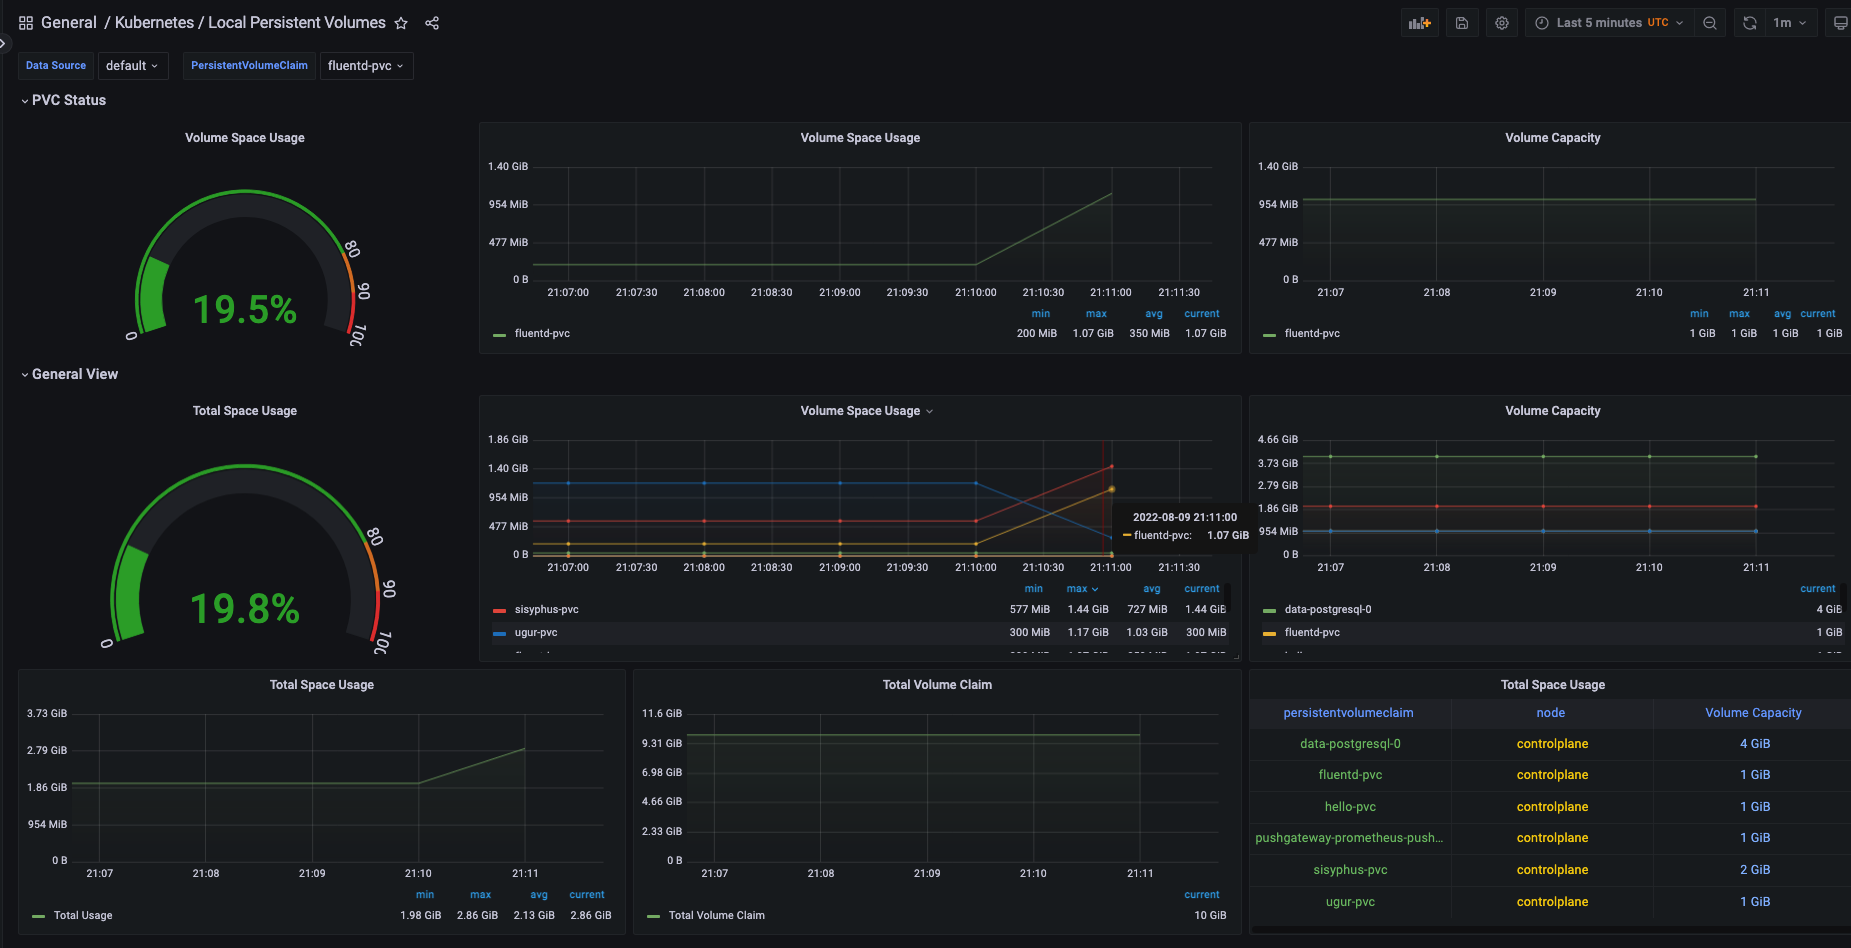 General / Kubernetes / Local Persistent Volumes
Last 5 minutes UTC
1m
Data Source default PersistentVolumeClaim fluentd-pvc
PVC Status
Volume Space Usage
0
80
90
100
19.5%
Volume Space Usage
1.40 GiB
954 MiB
477 MiB
0 B
21:07:00 21:07:30 21:08:00 21:08:30 21:09:00 21:09:30 21:10:00 21:10:30 21:11:00 21:11:30
min max avg current
fluentd-pvc 200 MiB 1.07 GiB 350 MiB 1.07 GiB
Volume Capacity
1.40 GiB
954 MiB
477 MiB
0 B
21:07 21:08 21:09 21:10 21:11
min max avg current
fluentd-pvc 1 GiB 1 GiB 1 GiB 1 GiB
General View
Total Space Usage
0
80
90
100
19.8%
Volume Space Usage
1.86 GiB
1.40 GiB
954 MiB
477 MiB
0 B
21:07:00 21:07:30 21:08:00 21:08:30 21:09:00 21:09:30 21:10:00 21:10:30 21:11:00 21:11:30
2022-08-09 21:11:00
fluentd-pvc: 1.07 GiB
min max avg current
sisyphus-pvc 577 MiB 1.44 GiB 727 MiB 1.44 GiB
ugur-pvc 300 MiB 1.17 GiB 1.03 GiB 300 MiB
Volume Capacity
4.66 GiB
3.73 GiB
2.79 GiB
1.86 GiB
954 MiB
0 B
21:07 21:08 21:09 21:10 21:11
current
data-postgresql-0 4 GiB
fluentd-pvc 1 GiB
Total Space Usage
3.73 GiB
2.79 GiB
1.86 GiB
954 MiB
0 B
21:07 21:08 21:09 21:10 21:11
min max avg current
Total Usage 1.98 GiB 2.86 GiB 2.13 GiB 2.86 GiB
Total Volume Claim
11.6 GiB
9.31 GiB
6.98 GiB
4.66 GiB
2.33 GiB
0 B
21:07 21:08 21:09 21:10 21:11
current
Total Volume Claim 10 GiB
Total Space Usage
persistentvolumeclaim node Volume Capacity
data-postgresql-0 controlplane 4 GiB
fluentd-pvc controlplane 1 GiB
hello-pvc controlplane 1 GiB
pushgateway-prometheus-push... controlplane 1 GiB
sisyphus-pvc controlplane 2 GiB
ugur-pvc controlplane 1 GiB